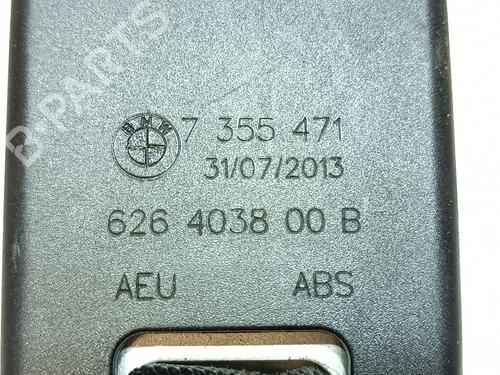 B-PARTS
BMW 7 355 471
31/07/2013
626 4038 00 B
AEU ABS